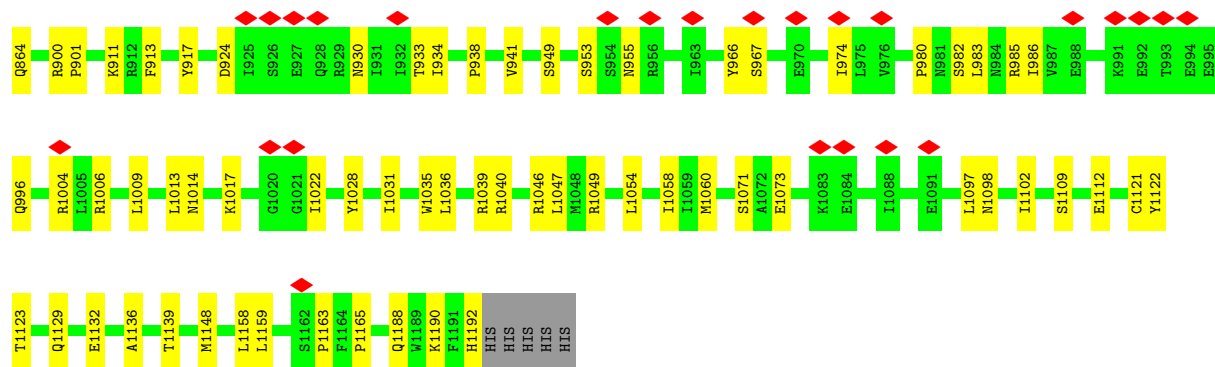 Q864 R900 P901 K911 R912 F913 Y917 D924 I925 S926 E927 Q928 R929 N930 I931 I932 T933 I934 P938 V941 S949 S953 S954 N955 R956 I963 Y966 S967 E970 I974 L975 V976 P980 N981 S982 L983 N984 R985 I986 V987 E988 K991 E992 T993 E994 E995
Q996 R1004 L1005 R1006 L1009 L1013 N1014 K1017 G1020 G1021 I1022 Y1028 I1031 W1035 L1036 R1039 R1040 R1046 L1047 M1048 R1049 L1054 I1058 I1059 M1060 S1071 A1072 E1073 K1083 E1084 I1088 E1091 L1097 N1098 I1102 S1109 E1112 C1121 Y1122
T1123 Q1129 E1132 A1136 T1139 M1148 L1158 L1159 S1162 P1163 F1164 P1165 Q1188 W1189 K1190 F1191 H1192 HIS HIS HIS HIS HIS